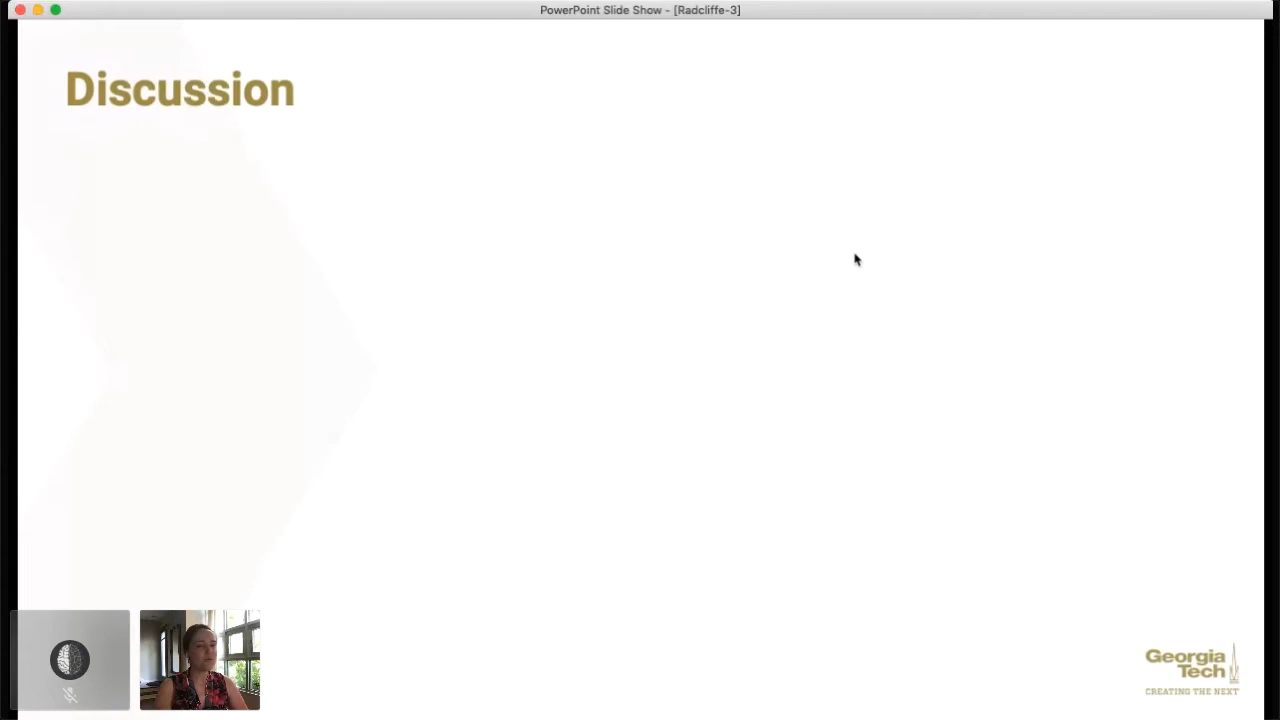 PowerPoint Slide Show - [Radcliffe-3]
Discussion
Georgia
Tech
CREATING THE NEXT